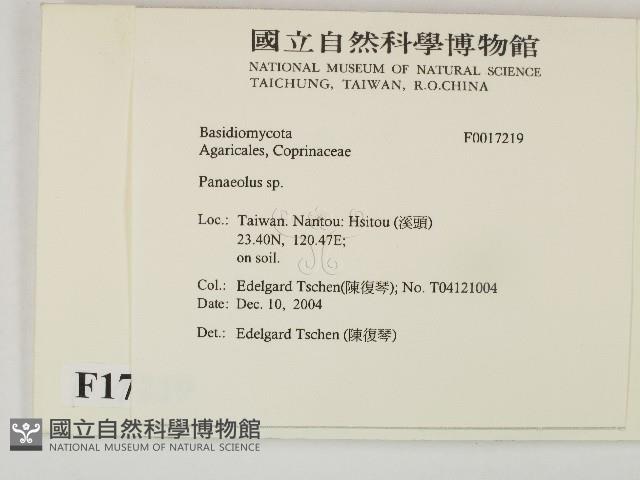 國立自然科學博物館
NATIONAL MUSEUM OF NATURAL SCIENCE
TAICHUNG, TAIWAN, R.O.CHINA
Basidiomycota F0017219
Agaricales, Coprinaceae
Panaeolus sp.
Loc.: Taiwan. Nantou: Hsitou (溪頭)
23.40N, 120.47E;
on soil.
Col.: Edelgard Tschen(陳復琴); No. T04121004
Date: Dec. 10, 2004
Det.: Edelgard Tschen (陳復琴)
F17
國立自然科學博物館
NATIONAL MUSEUM OF NATURAL SCIENCE